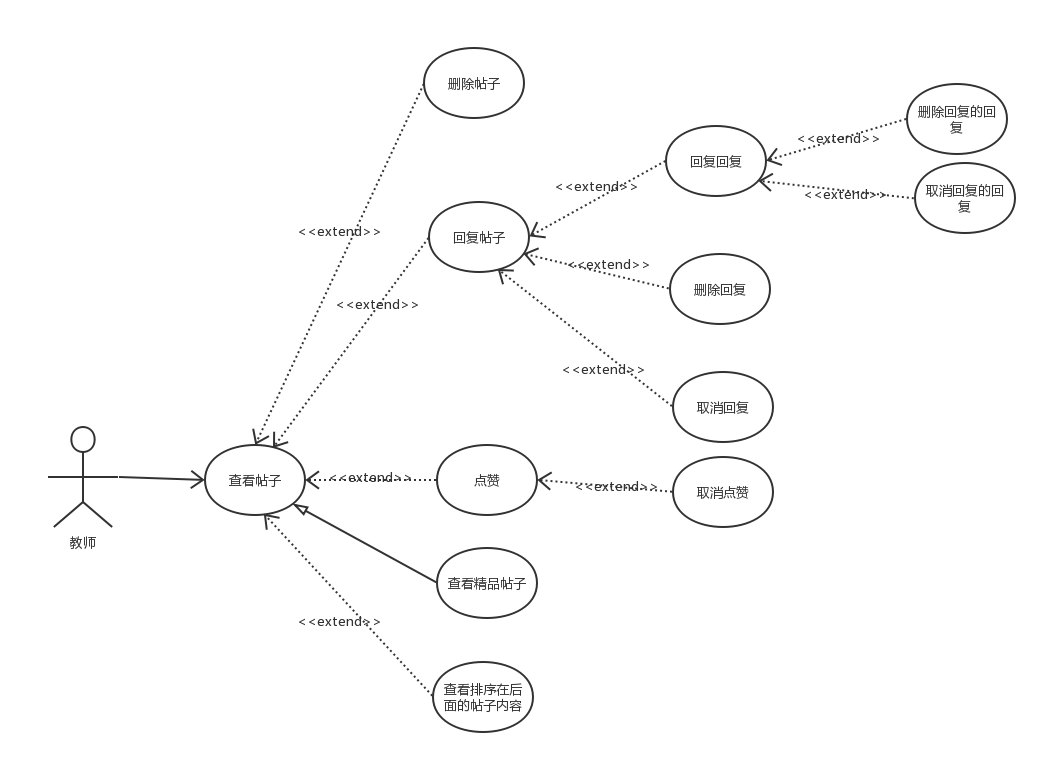 删除帖子
删除回复的回
复
<<extend>>
回复回复
<<extend>>
取消回复的回
复
<<extend>>
<<extend>>
回复帖子
<<extend>>
删除回复
<<extend>>
<<extend>>
取消回复
查看帖子
<<extend>>
点赞
<<extend>>
取消点赞
教师
查看精品帖子
<<extend>>
查看排序在后
面的帖子内容